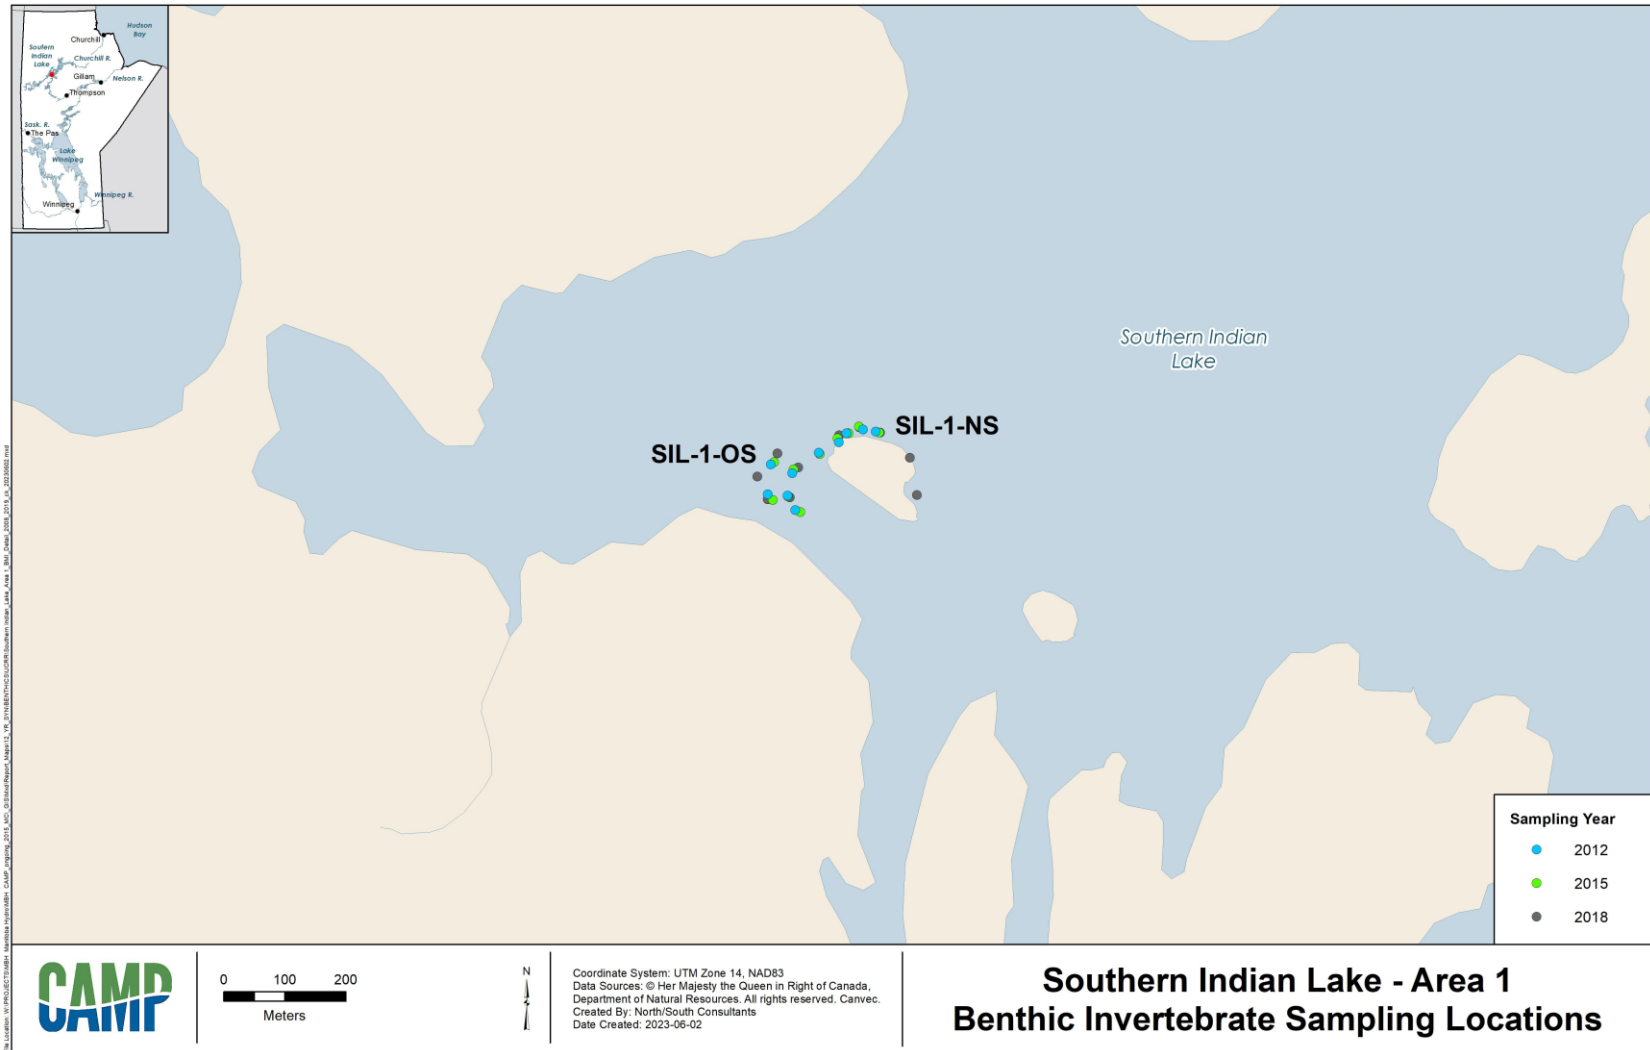 Hudson
Bay
Churchill
Soutern
Indian
Lake
Churchill R.
Gillam
Nelson R.
Thompson
Sask. R.
The Pas
Lake
Winnipeg
Winnipeg R.
Winnipeg
Southern Indian
Lake
SIL-1-NS
SIL-1-OS
Sampling Year
2012
2015
2018
CAMP
0 100 200
Meters
N
Coordinate System: UTM Zone 14, NAD83
Data Sources: © Her Majesty the Queen in Right of Canada,
Department of Natural Resources. All rights reserved. Canvec.
Created By: North/South Consultants
Date Created: 2023-06-02
Southern Indian Lake - Area 1
Benthic Invertebrate Sampling Locations